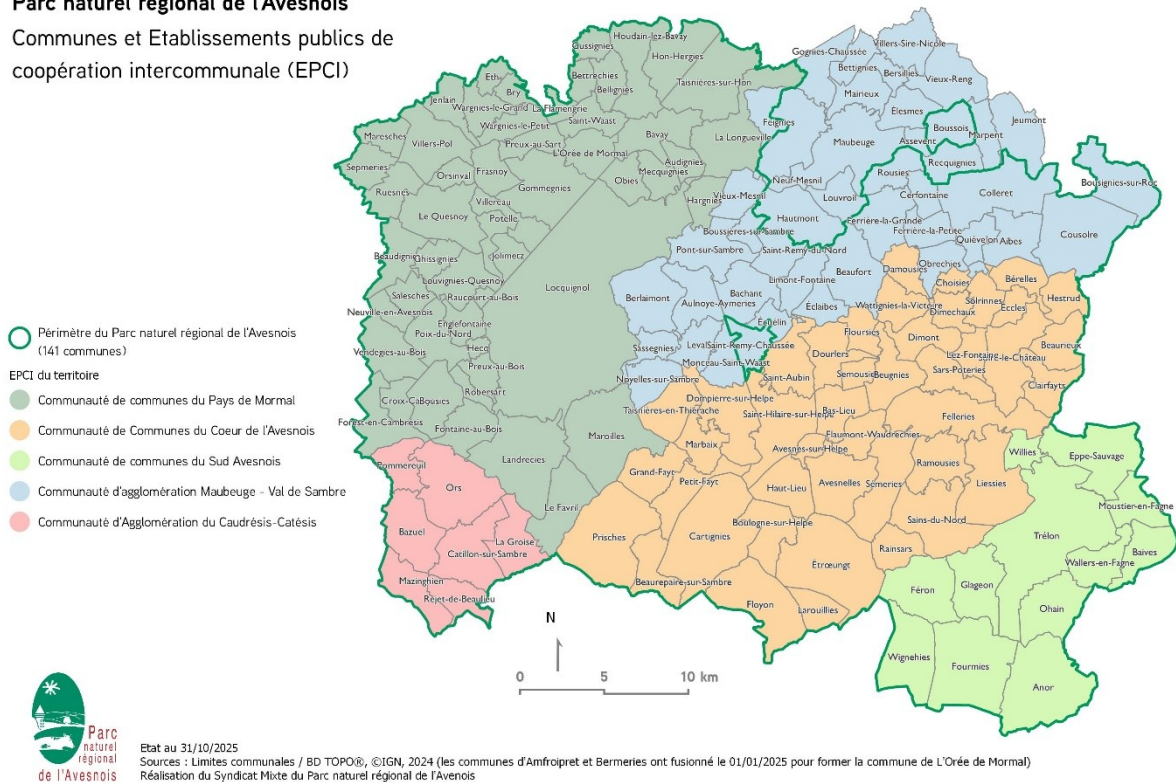 Parc naturel régional de l'Avesnois
Communes et Etablissements publics de
coopération intercommunale (EPCI)
Périmètre du Parc naturel régional de l'Avesnois
(141 communes)
EPCI du territoire
Communauté de communes du Pays de Mormal
Communauté de Communes du Coeur de l'Avesnois
Communauté de communes du Sud Avesnois
Communauté d'agglomération Maubeuge - Val de Sambre
Communauté d'Agglomération du Caudrésis-Catésis
Houdain-lez-Bavay
Hon-Hergies
Bettrechies
Bellignies
Taisnières-sur-Hon
Eth
Bry
Jenlain
Wargnies-le-Grand
La Flamengrie
Saint-Waast
Wargnies-le-Petit
Bavay
La Longueville
Maresches
Villers-Pol
Preux-au-Sart
L'Orée de Mormal
Audignies
Mecquignies
Sepmeries
Orsinval
Frasnoy
Obies
Ruesnes
Gommegnies
Villereau
Hargnies
Le Quesnoy
Potelle
Jolimetz
Beaudignies
Ghissignies
Louvignies-Quesnoy
Locquignol
Salesches
Raucourt-au-Bois
Neuville-en-Avesnois
Englefontaine
Poix-du-Nord
Vendegies-au-Bois
Hecq
Preux-au-Bois
Robersart
Croix-Caluyau
Bousies
Forest-en-Cambrésis
Fontaine-au-Bois
Landrecies
Maroilles
Le Favril
Gognies-Chaussée
Villers-Sire-Nicole
Bettignies
Bersillies
Vieux-Reng
Mairieux
Élesmes
Jeumont
Feignies
Boussois
Marpent
Maubeuge
Assevent
Recquignies
Bousignies-sur-Roc
Neuf-Mesnil
Rousies
Louvroil
Cerfontaine
Colleret
Vieux-Mesnil
Hautmont
Ferrière-la-Grande
Ferrière-la-Petite
Cousolre
Boussières-sur-Sambre
Quiévelon
Aibes
Pont-sur-Sambre
Saint-Remy-du-Nord
Obrechies
Limont-Fontaine
Beaufort
Berlaimont
Bachant
Aulnoye-Aymeries
Éclaibes
Écuélin
Sassegnies
Leval
Saint-Remy-Chaussée
Monceau-Saint-Waast
Noyelles-sur-Sambre
Damousies
Choisies
Bérelles
Hestrud
Wattignies-la-Victoire
Dimechaux
Solrinnes
Eccles
Floursies
Dimont
Beaurieux
Dourlers
Lez-Fontaine
Solre-le-Château
Semousies
Beugnies
Sars-Poteries
Clairfayts
Saint-Aubin
Dompierre-sur-Helpe
Taisnières-en-Thiérache
Saint-Hilaire-sur-Helpe
Bas-Lieu
Felleries
Flaumont-Waudrechies
Marbaix
Avesnes-sur-Helpe
Grand-Fayt
Petit-Fayt
Haut-Lieu
Avesnelles
Semeries
Ramousies
Liessies
Boulogne-sur-Helpe
Sains-du-Nord
Prisches
Cartignies
Étrœungt
Rainsars
Beaurepaire-sur-Sambre
Floyon
Larouillies
Willies
Eppe-Sauvage
Moustier-en-Fagne
Trélon
Baives
Wallers-en-Fagne
Féron
Glageon
Ohain
Wignehies
Fourmies
Anor
Pommereuil
Ors
Bazuel
La Groise
Catillon-sur-Sambre
Mazinghien
Rejet-de-Beaulieu
N
0 5 10 km
Parc
naturel
régional
de l'Avesnois
Etat au 31/10/2025
Sources : Limites communales / BD TOPO®, ©IGN, 2024 (les communes d'Amfroipret et Bermeries ont fusionné le 01/01/2025 pour former la commune de L'Orée de Mormal)
Réalisation du Syndicat Mixte du Parc naturel régional de l'Avenois